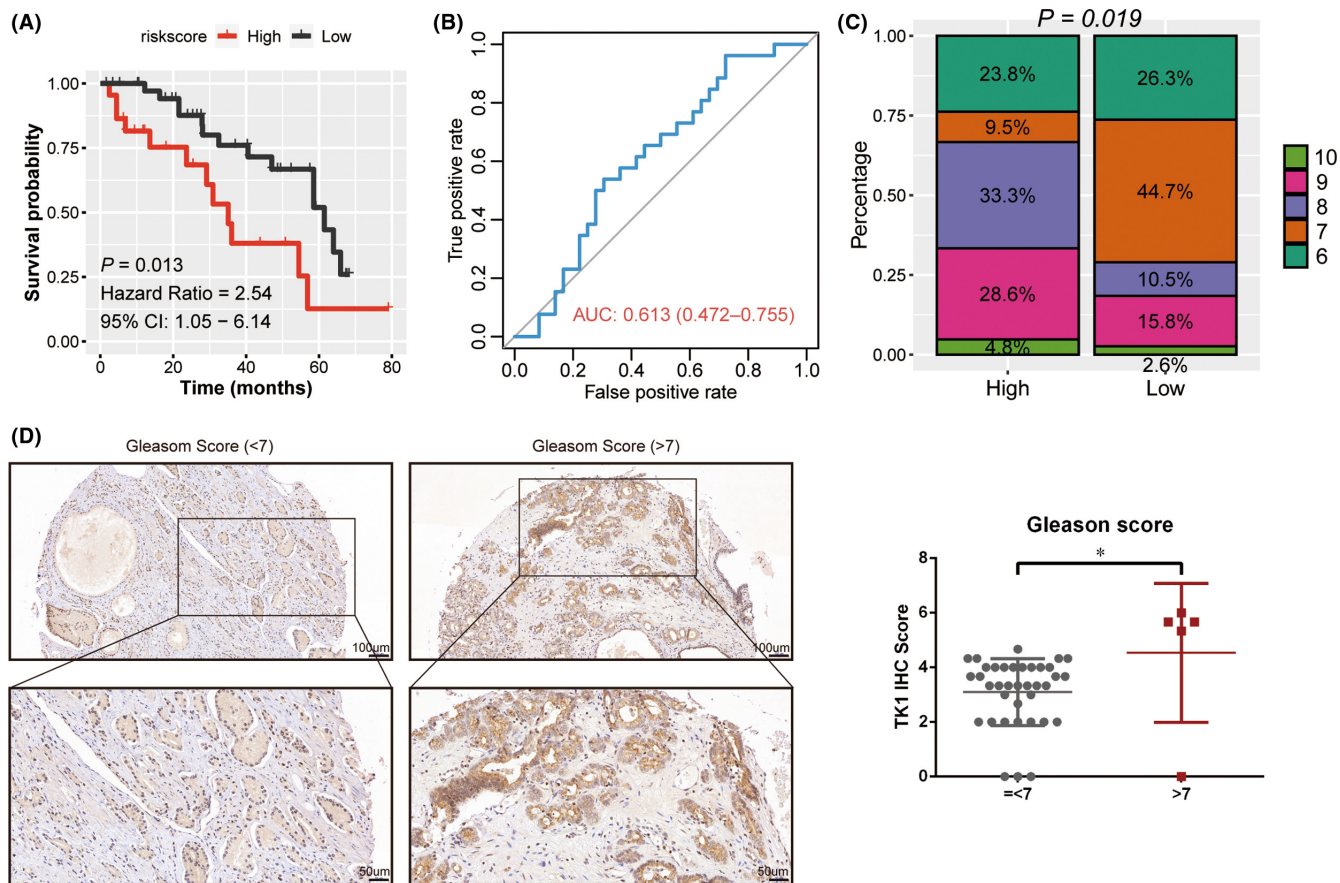 (A)
riskscore High Low
Survival probability
1.00
0.75
0.50
0.25
0.00
P = 0.013
Hazard Ratio = 2.54
95% CI: 1.05 − 6.14
0 20 40 60 80
Time (months)
(B)
True positive rate
1.0
0.8
0.6
0.4
0.2
0.0
AUC: 0.613 (0.472–0.755)
0.0 0.2 0.4 0.6 0.8 1.0
False positive rate
(C)
P = 0.019
Percentage
1.00
0.75
0.50
0.25
0.00
23.8%
9.5%
33.3%
28.6%
4.8%
26.3%
44.7%
10.5%
15.8%
2.6%
High Low
10
9
8
7
6
(D)
Gleasom Score (<7)
Gleasom Score (>7)
100um
100um
50um
50um
Gleason score
*
TK1 IHC Score
8
6
4
2
0
=<7 >7